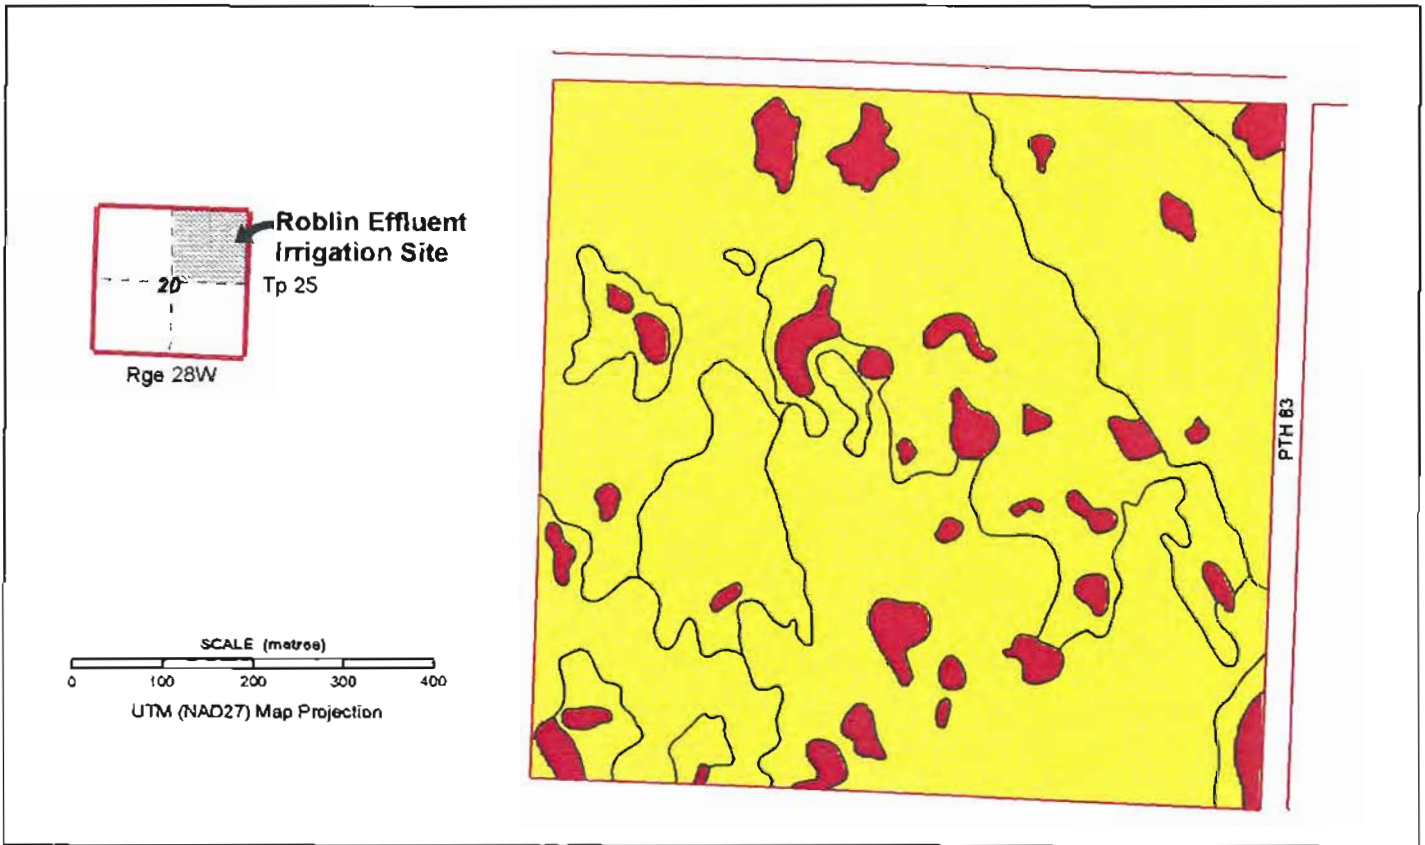 Roblin Effluent
Irrigation Site
20
Tp 25
Rge 28W
PTH 83
SCALE (metres)
0 100 200 300 400
UTM (NAD27) Map Projection